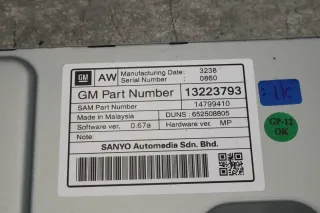 GM
AW
Manufacturing Date: 3238
Serial Number : 0860
GM Part Number 13223793
SAM Part Number 14799410
Made in Malaysia DUNS : 652508805
Software ver. 0.67a Hardware ver. MP
Note:
SANYO Automedia Sdn. Bhd.
LK
GP-12
OK